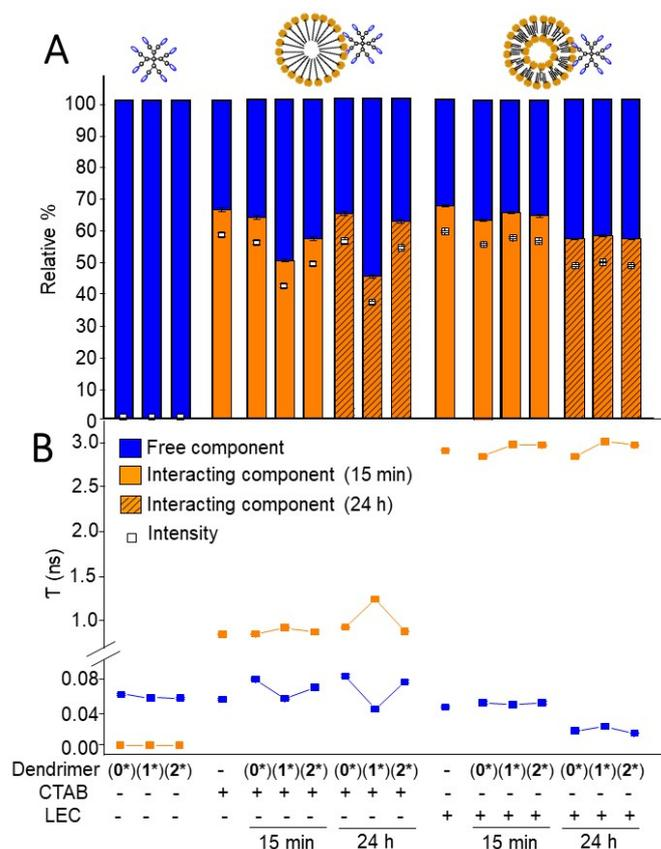 A
100
90
80
70
60
50
40
30
20
10
0
Relative %
B
Free component
Interacting component (15 min)
Interacting component (24 h)
Intensity
3.0
2.5
2.0
1.5
1.0
0.08
0.04
0.00
τ (ns)
Dendrimer (0*)(1*)(2*) - (0*)(1*)(2*) (0*)(1*)(2*) - (0*)(1*)(2*) (0*)(1*)(2*)
CTAB - - - + + + + + + + - - - - - - -
LEC - - - - - - - - - - + + + + + + +
15 min 24 h 15 min 24 h